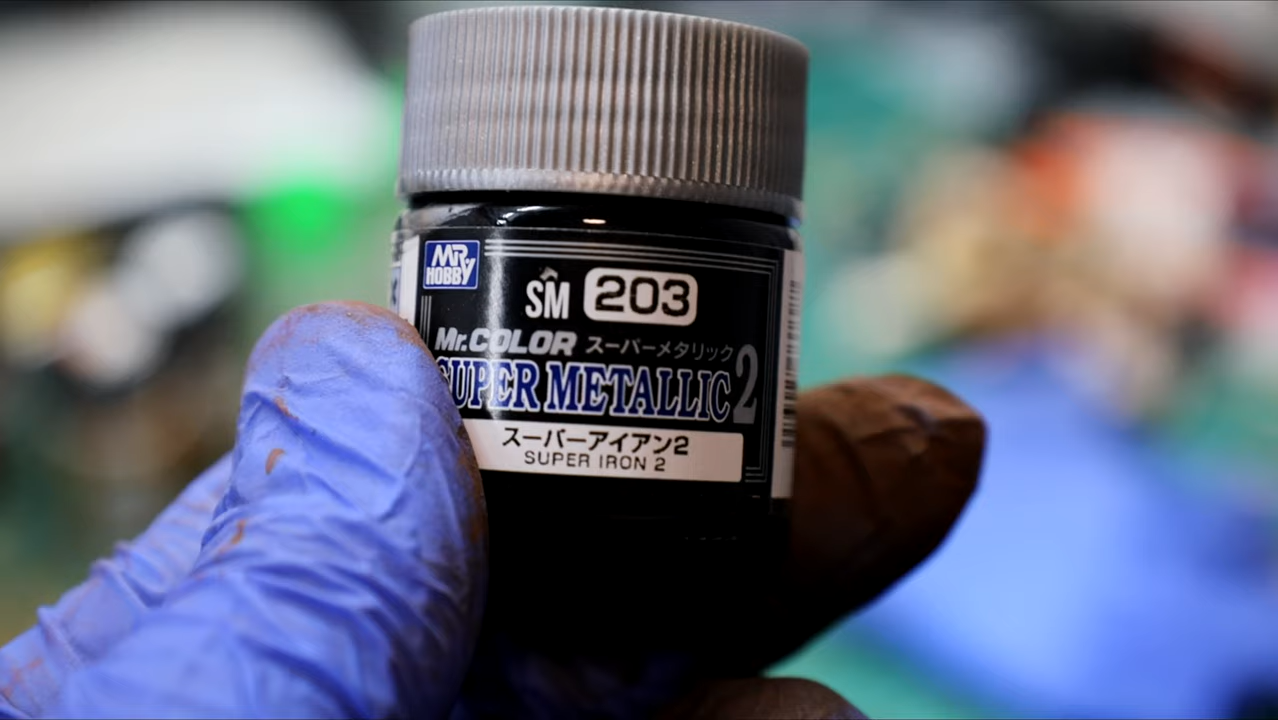 MR HOBBY
SM 203
Mr.COLOR スーパーメタリック2
SUPER METALLIC
スーパーアイアン2
SUPER IRON 2